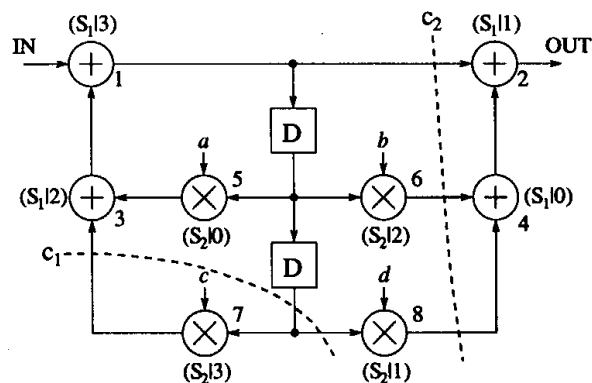 (S₁|3)
c₂
(S₁|1)
IN
OUT
1
2
D
a
b
5
6
(S₁|2)
(S₁|0)
3
4
(S₂|0)
(S₂|2)
c₁
D
c
d
7
8
(S₂|3)
(S₂|1)